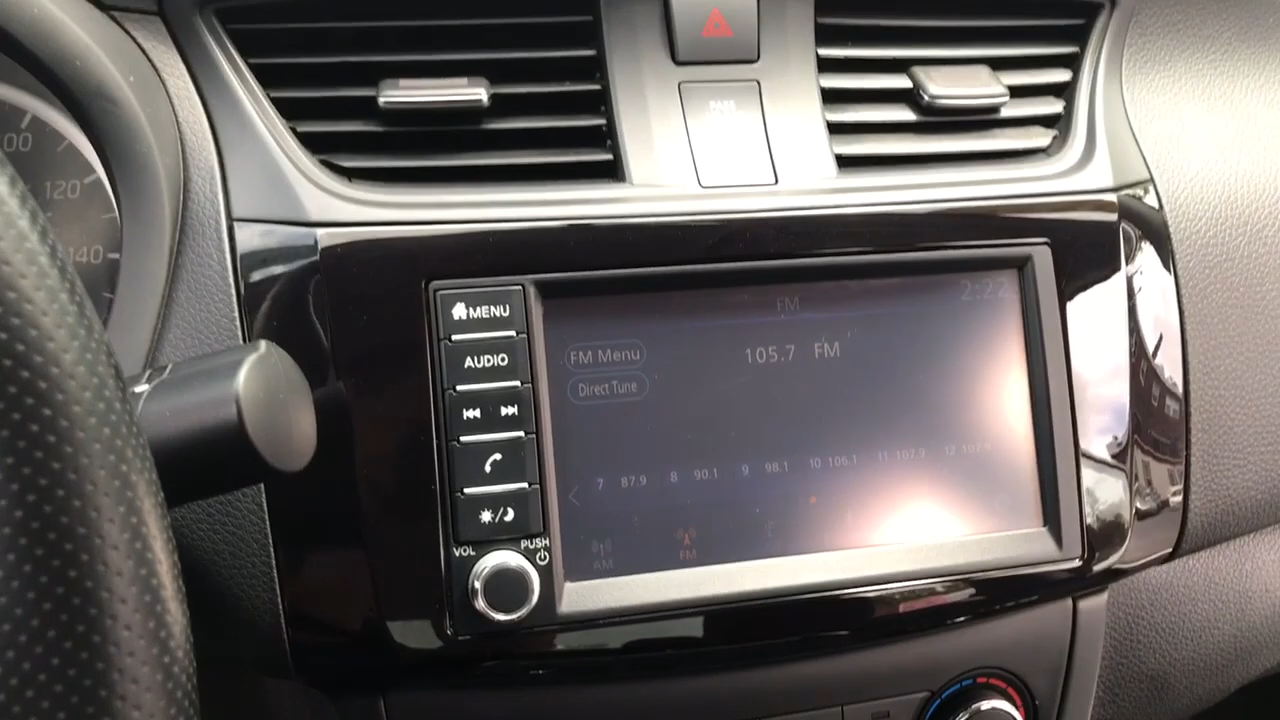 00
120
140
PASS
MENU
AUDIO
VOL
PUSH
FM
2:22
FM Menu
Direct Tune
105.7 FM
7 87.9 8 90.1 9 98.1 10 106.1 11 107.9 12 107.9
AM
FM